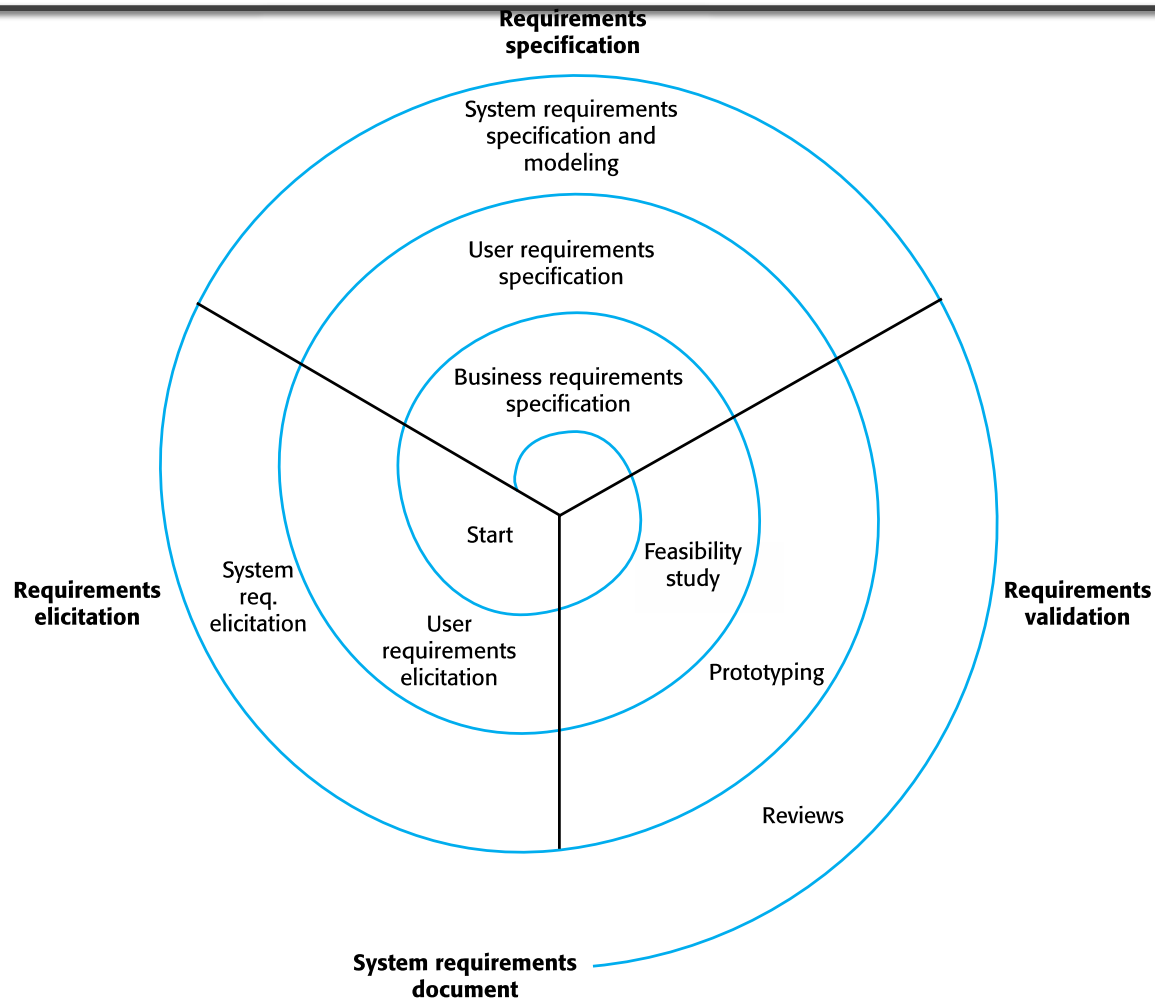 Requirements
specification
System requirements
specification and
modeling
User requirements
specification
Business requirements
specification
Start
Feasibility
study
System
req.
elicitation
Requirements
elicitation
Requirements
validation
User
requirements
elicitation
Prototyping
Reviews
System requirements
document